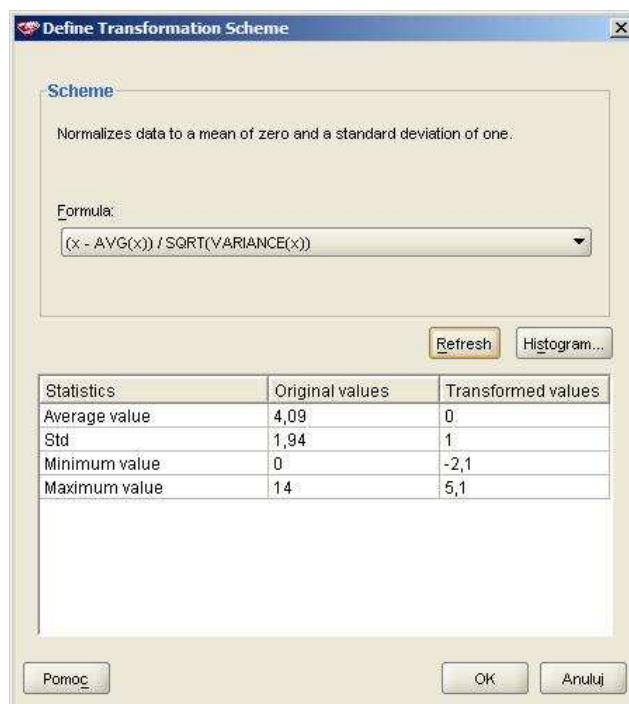 Define Transformation Scheme
Scheme
Normalizes data to a mean of zero and a standard deviation of one.
Formula:
(x - AVG(x)) / SQRT(VARIANCE(x))
Refresh Histogram...
Statistics Original values Transformed values
Average value 4,09 0
Std 1,94 1
Minimum value 0 -2,1
Maximum value 14 5,1
Pomoc OK Anuluj